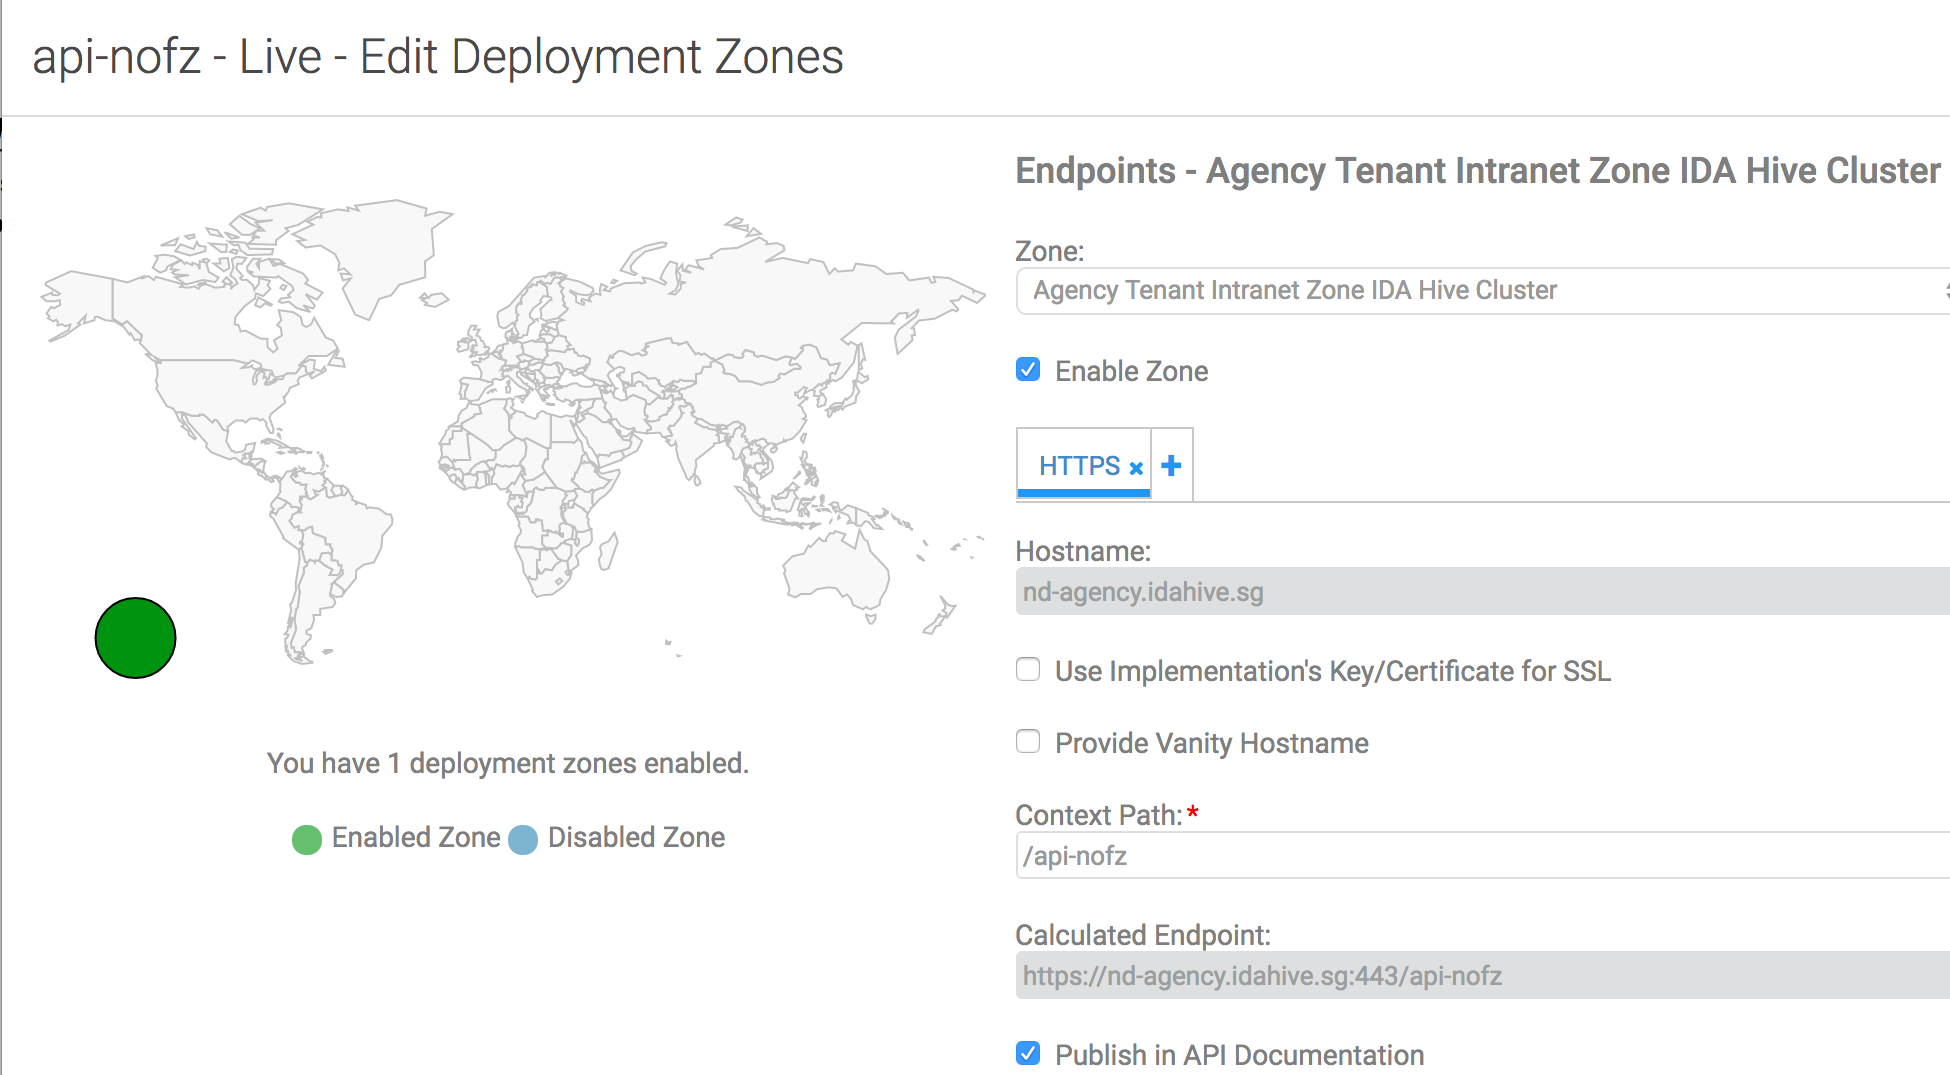 api-nofz - Live - Edit Deployment Zones
Endpoints - Agency Tenant Intranet Zone IDA Hive Cluster
Zone:
Agency Tenant Intranet Zone IDA Hive Cluster
Enable Zone
HTTPS
Hostname:
nd-agency.idahive.sg
Use Implementation's Key/Certificate for SSL
Provide Vanity Hostname
Context Path:*
/api-nofz
Calculated Endpoint:
https://nd-agency.idahive.sg:443/api-nofz
Publish in API Documentation
You have 1 deployment zones enabled.
Enabled Zone Disabled Zone